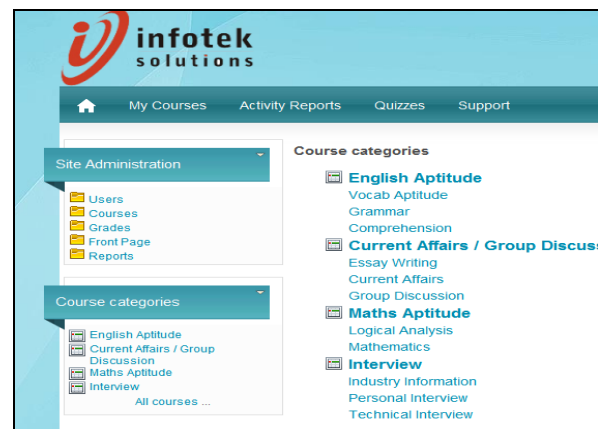 infotek
solutions
My Courses Activity Reports Quizzes Support
Site Administration
Users
Courses
Grades
Front Page
Reports
Course categories
English Aptitude
Current Affairs / Group
Discussion
Maths Aptitude
Interview
All courses ...
Course categories
English Aptitude
Vocab Aptitude
Grammar
Comprehension
Current Affairs / Group Discuss
Essay Writing
Current Affairs
Group Discussion
Maths Aptitude
Logical Analysis
Mathematics
Interview
Industry Information
Personal Interview
Technical Interview